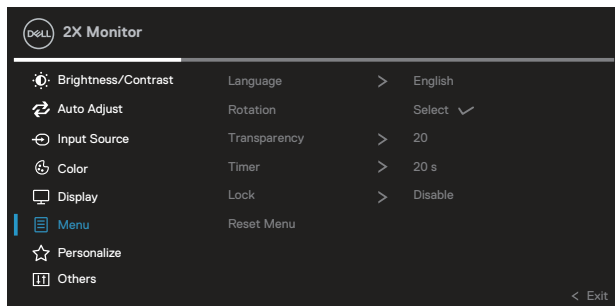 DELL 2X Monitor
Brightness/Contrast
Auto Adjust
Input Source
Color
Display
Menu
Personalize
Others
Language > English
Rotation Select ✓
Transparency > 20
Timer > 20 s
Lock > Disable
Reset Menu
< Exit